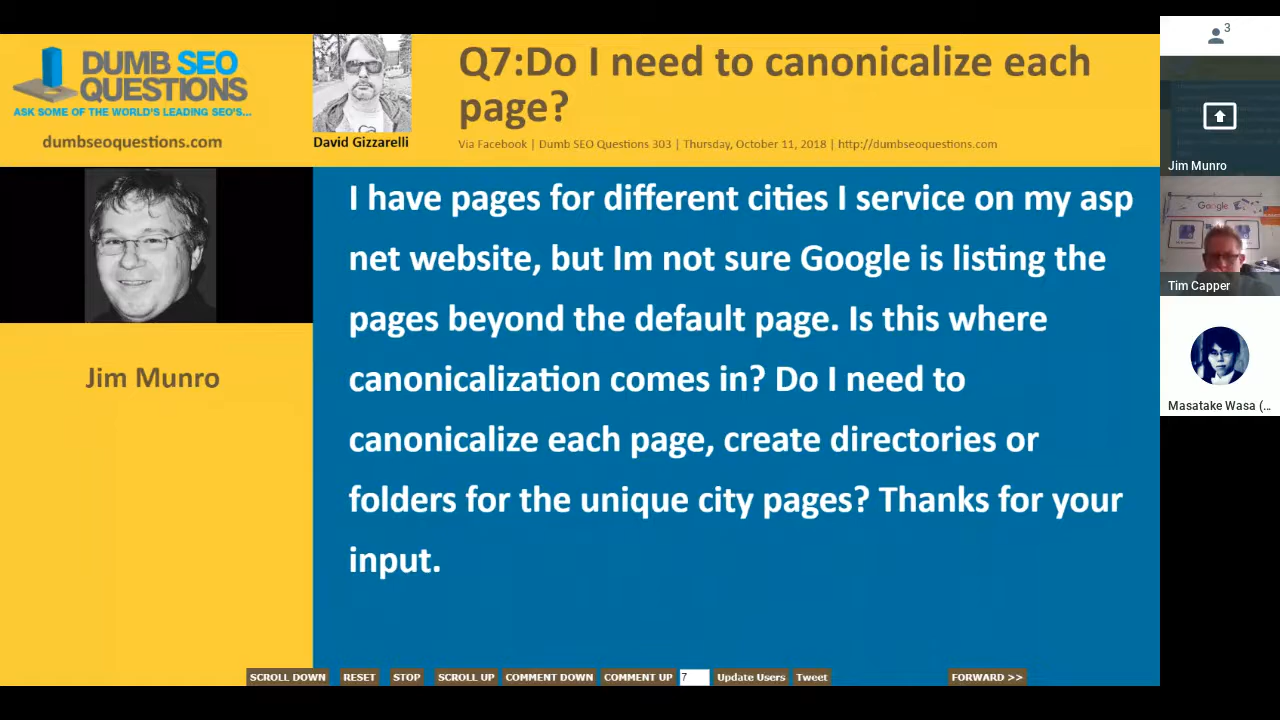 DUMB SEO
QUESTIONS
ASK SOME OF THE WORLD'S LEADING SEO'S...
dumbseoquestions.com
David Gizzarelli
Q7:Do I need to canonicalize each
page?
Via Facebook | Dumb SEO Questions 303 | Thursday, October 11, 2018 | http://dumbseoquestions.com
Jim Munro
I have pages for different cities I service on my asp
net website, but Im not sure Google is listing the
pages beyond the default page. Is this where
canonicalization comes in? Do I need to
canonicalize each page, create directories or
folders for the unique city pages? Thanks for your
input.
SCROLL DOWN RESET STOP SCROLL UP COMMENT DOWN COMMENT UP 7 Update Users Tweet FORWARD >>
3
Jim Munro
Google
Tim Capper
Masatake Wasa (...